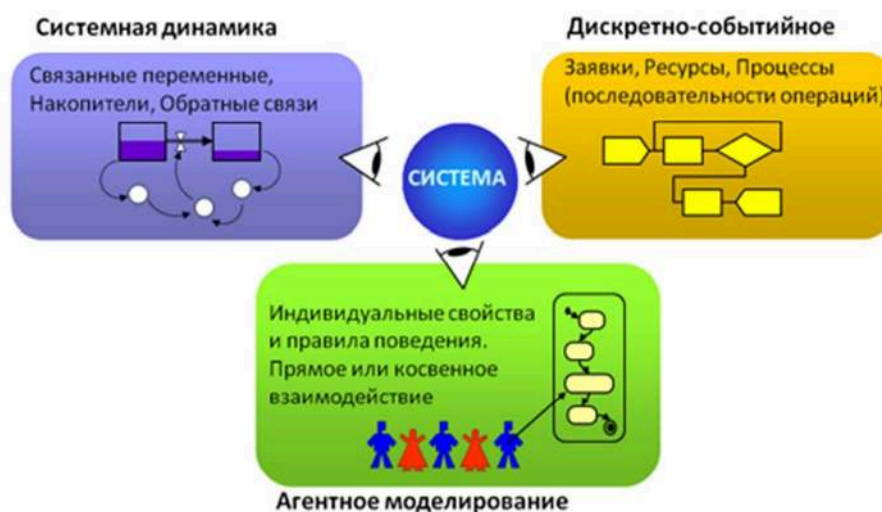 Системная динамика
Связанные переменные,
Накопители, Обратные связи
Дискретно-событийное
Заявки, Ресурсы, Процессы
(последовательности операций)
СИСТЕМА
Индивидуальные свойства
и правила поведения.
Прямое или косвенное
взаимодействие
Агентное моделирование